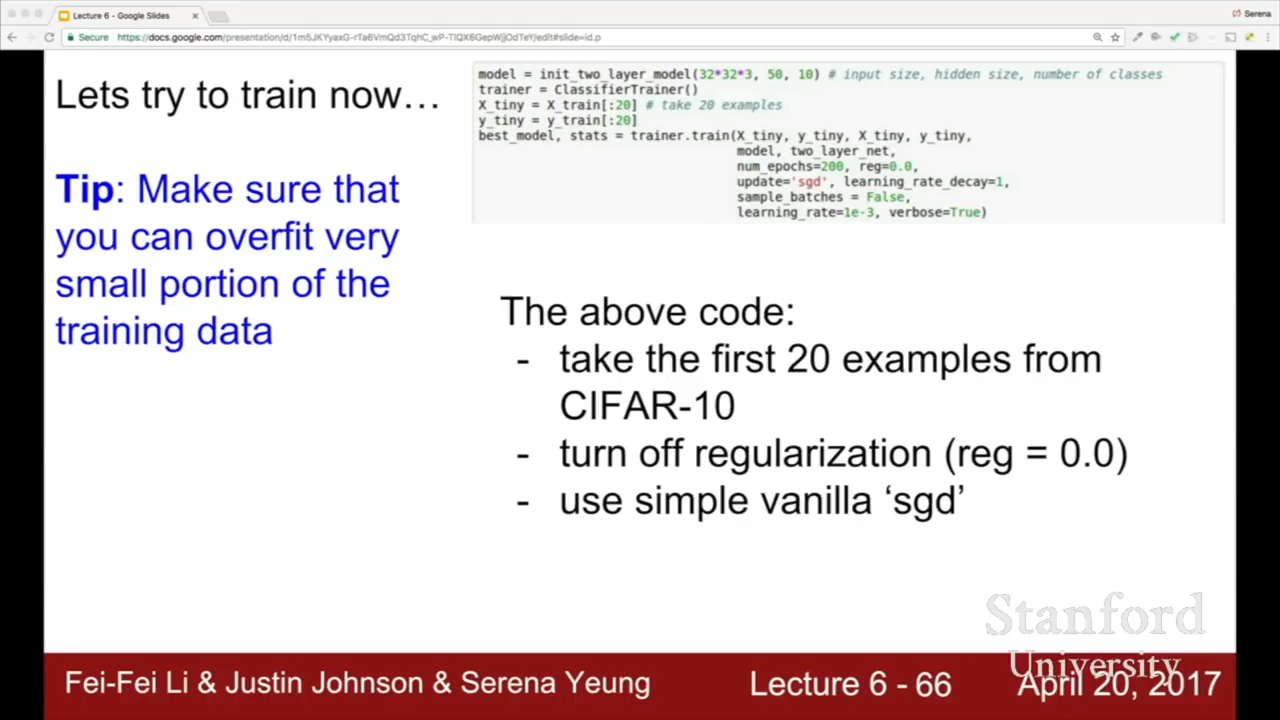 Lecture 6 - Google Slides
Serena
Secure
https://docs.google.com/presentation/d/1m5JKYyaxG-rTa6VmQd3TqhC_wP-TlQX6GepWjjOdTeY/edit#slide=id.p
Lets try to train now…
Tip: Make sure that
you can overfit very
small portion of the
training data
model = init_two_layer_model(32*32*3, 50, 10) # input size, hidden size, number of classes
trainer = ClassifierTrainer()
X_tiny = X_train[:20] # take 20 examples
y_tiny = y_train[:20]
best_model, stats = trainer.train(X_tiny, y_tiny, X_tiny, y_tiny,
model, two_layer_net,
num_epochs=200, reg=0.0,
update='sgd', learning_rate_decay=1,
sample_batches = False,
learning_rate=1e-3, verbose=True)
The above code:
- take the first 20 examples from
CIFAR-10
- turn off regularization (reg = 0.0)
- use simple vanilla ‘sgd’
Stanford
University
Fei-Fei Li & Justin Johnson & Serena Yeung
Lecture 6 - 66
April 20, 2017